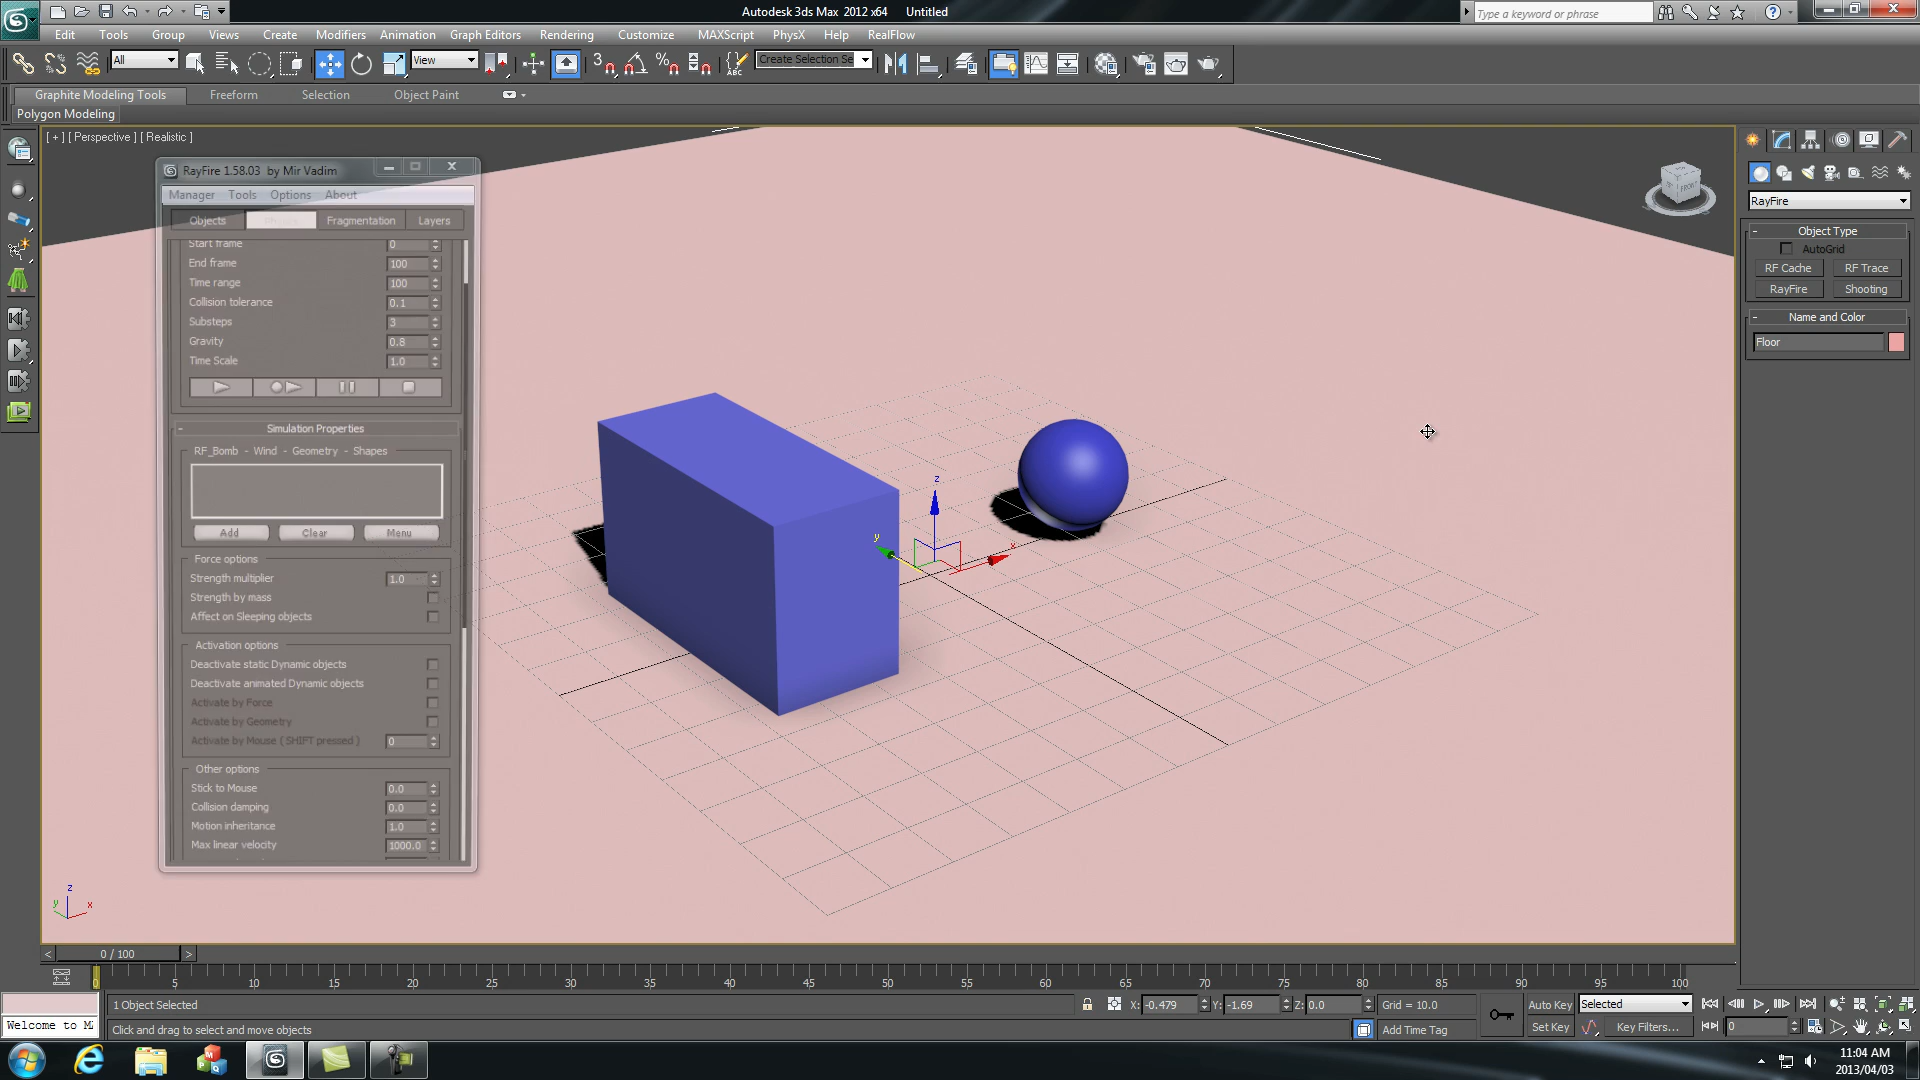 Autodesk 3ds Max 2012 x64 Untitled
Type a keyword or phrase
Edit Tools Group Views Create Modifiers Animation Graph Editors Rendering Customize MAXScript PhysX Help RealFlow
All View Create Selection Se
Graphite Modeling Tools Freeform Selection Object Paint
Polygon Modeling
[ + ] [ Perspective ] [ Realistic ]
RayFire 1.58.03 by Mir Vadim
Manager Tools Options About
Objects Fragmentation Layers
Start frame 0
End frame 100
Time range 100
Collision tolerance 0.1
Substeps 3
Gravity 0.8
Time Scale 1.0
- Simulation Properties
RF_Bomb - Wind - Geometry - Shapes
Add Clear Menu
Force options
Strength multiplier 1.0
Strength by mass
Affect on Sleeping objects
Activation options
Deactivate static Dynamic objects
Deactivate animated Dynamic objects
Activate by Force
Activate by Geometry
Activate by Mouse ( SHIFT pressed ) 0
Other options
Stick to Mouse 0.0
Collision damping 0.0
Motion inheritance 1.0
Max linear velocity 1000.0
z
y
x
z
y
x
FRONT
RayFire
- Object Type
AutoGrid
RF Cache RF Trace
RayFire Shooting
- Name and Color
Floor
< 0 / 100 >
0 5 10 15 20 25 30 35 40 45 50 55 60 65 70 75 80 85 90 95 100
1 Object Selected X: -0.479 Y: -1.69 Z: 0.0 Grid = 10.0 Auto Key Selected
Welcome to M Click and drag to select and move objects Add Time Tag Set Key Key Filters... 0
11:04 AM
2013/04/03